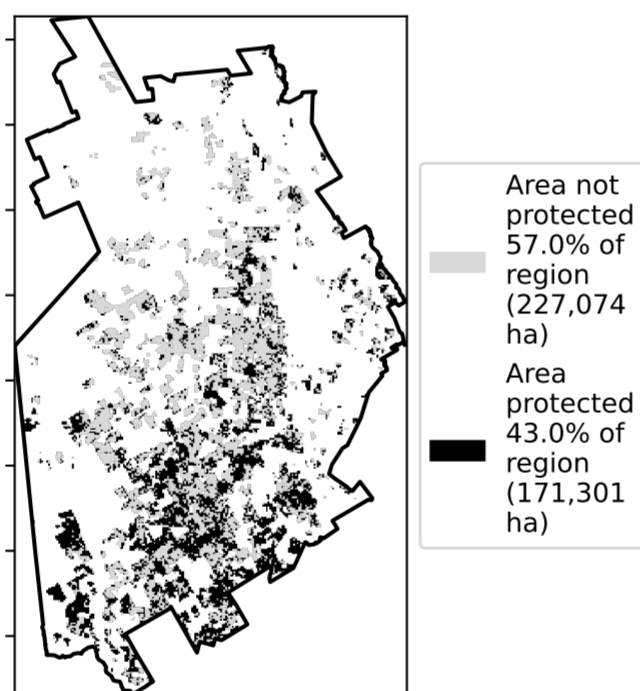 Area not
protected
57.0% of
region
(227,074
ha)
Area
protected
43.0% of
region
(171,301
ha)